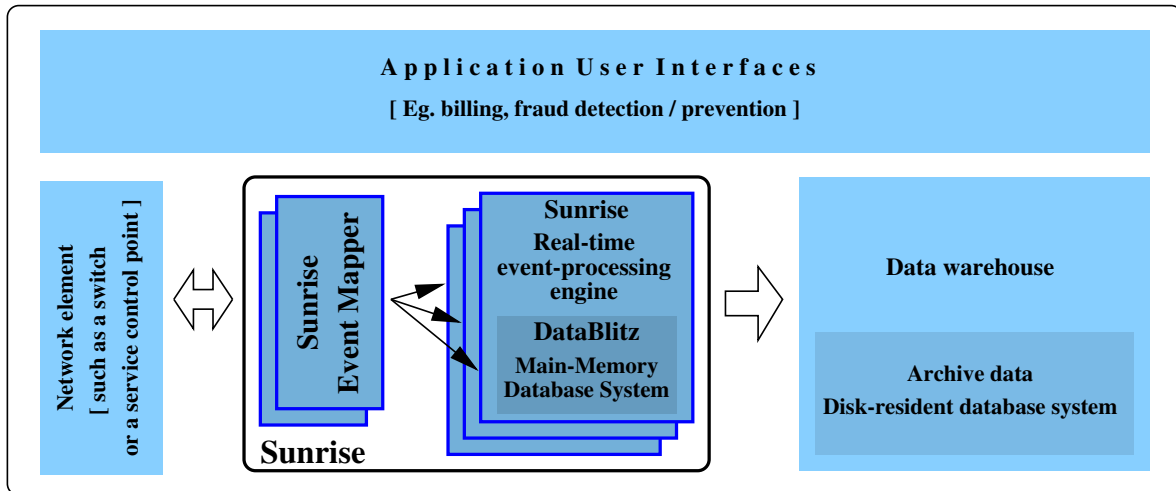 Application User Interfaces
[ Eg. billing, fraud detection / prevention ]
Network element
[ such as a switch
or a service control point ]
Sunrise
Event Mapper
Sunrise
Real-time
event-processing
engine
DataBlitz
Main-Memory
Database System
Sunrise
Data warehouse
Archive data
Disk-resident database system